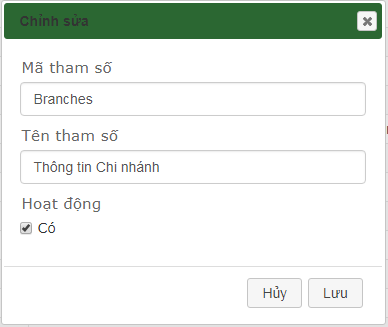 Chỉnh sửa
Mã tham số
Branches
Tên tham số
Thông tin Chi nhánh
Hoạt động
Có
Hủy Lưu